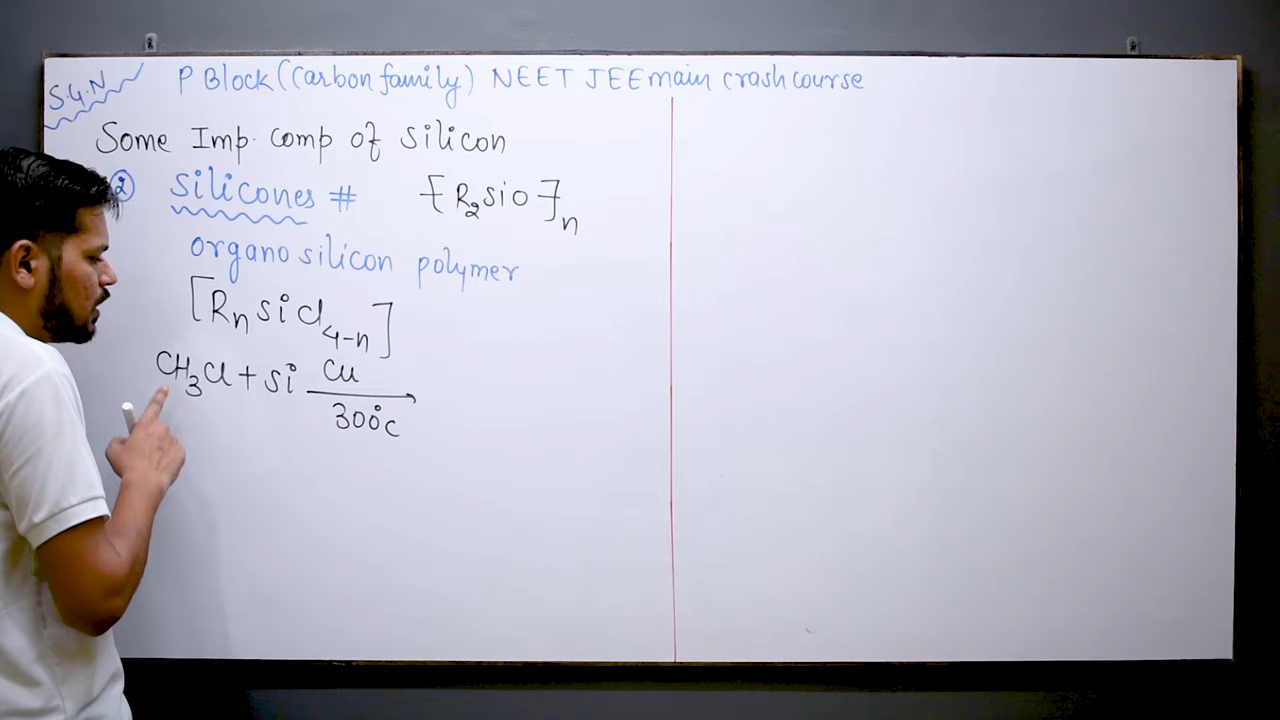 S.G.N P Block (Carbon family) NEET JEE main crash course
Some Imp. comp of silicon
② silicones # [R₂SiO]ₙ
organo silicon polymer
[RₙSiCl₄₋ₙ]
CH₃Cl + Si Cu
300°C